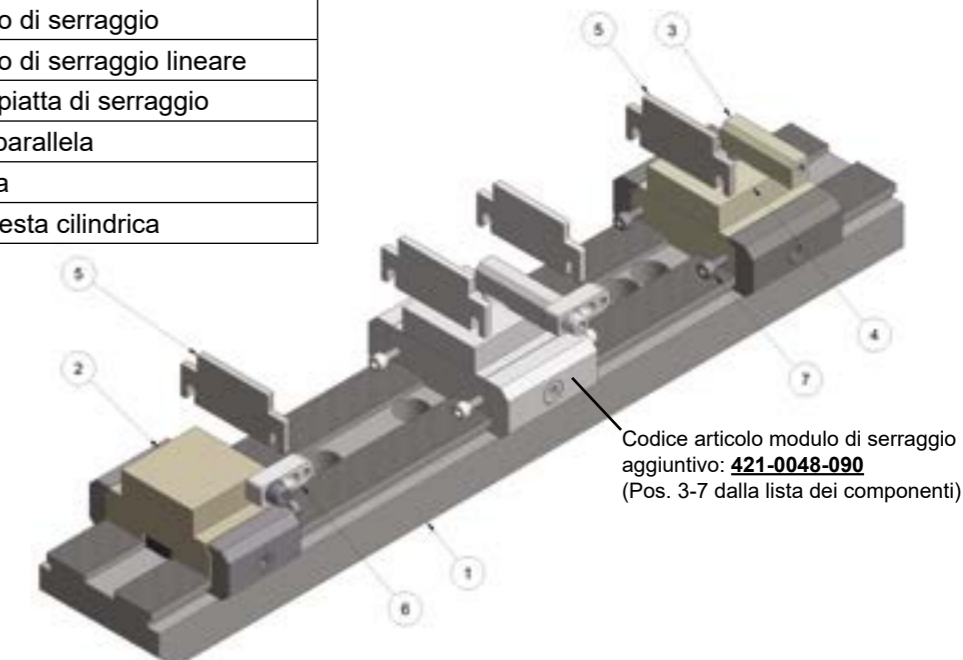 di serraggio
di serraggio lineare
piatta di serraggio
parallela
cilindrica
5
3
5
2
4
7
Codice articolo modulo di serraggio
aggiuntivo: 421-0048-090
(Pos. 3-7 dalla lista dei componenti)
1
6